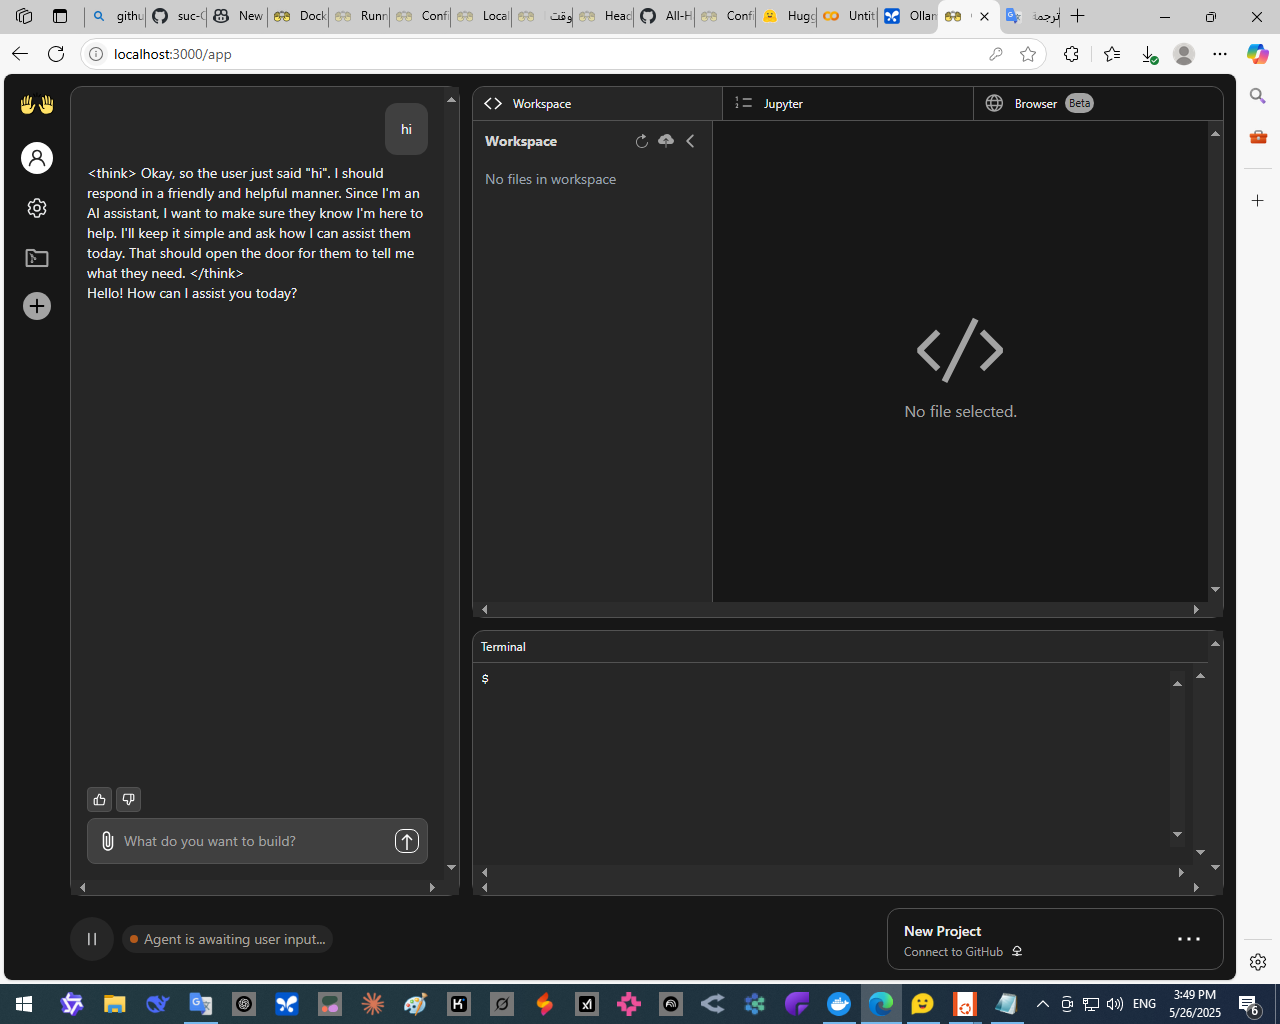 githu
suc-(
New
Dock
Runn
Confi
Local
وقت
Head
All-H
Confi
Hugg
Untit
Ollan
ترجمة
localhost:3000/app
hi
<think> Okay, so the user just said "hi". I should
respond in a friendly and helpful manner. Since I'm an
AI assistant, I want to make sure they know I'm here to
help. I'll keep it simple and ask how I can assist them
today. That should open the door for them to tell me
what they need. </think>
Hello! How can I assist you today?
What do you want to build?
Agent is awaiting user input...
Workspace
Jupyter
Browser Beta
Workspace
No files in workspace
No file selected.
Terminal
$
New Project
Connect to GitHub
ENG
3:49 PM
5/26/2025
6